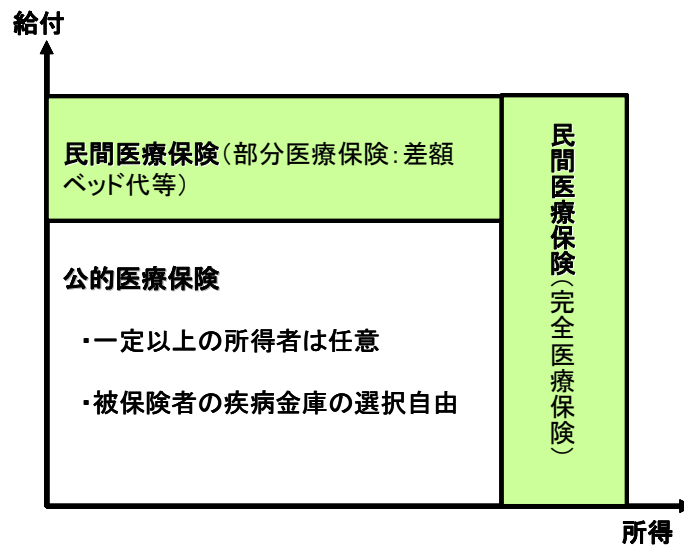 給付
民間医療保険（部分医療保険：差額
ベッド代等）
公的医療保険
・一定以上の所得者は任意
・被保険者の疾病金庫の選択自由
民間医療保険（完全医療保険）
所得